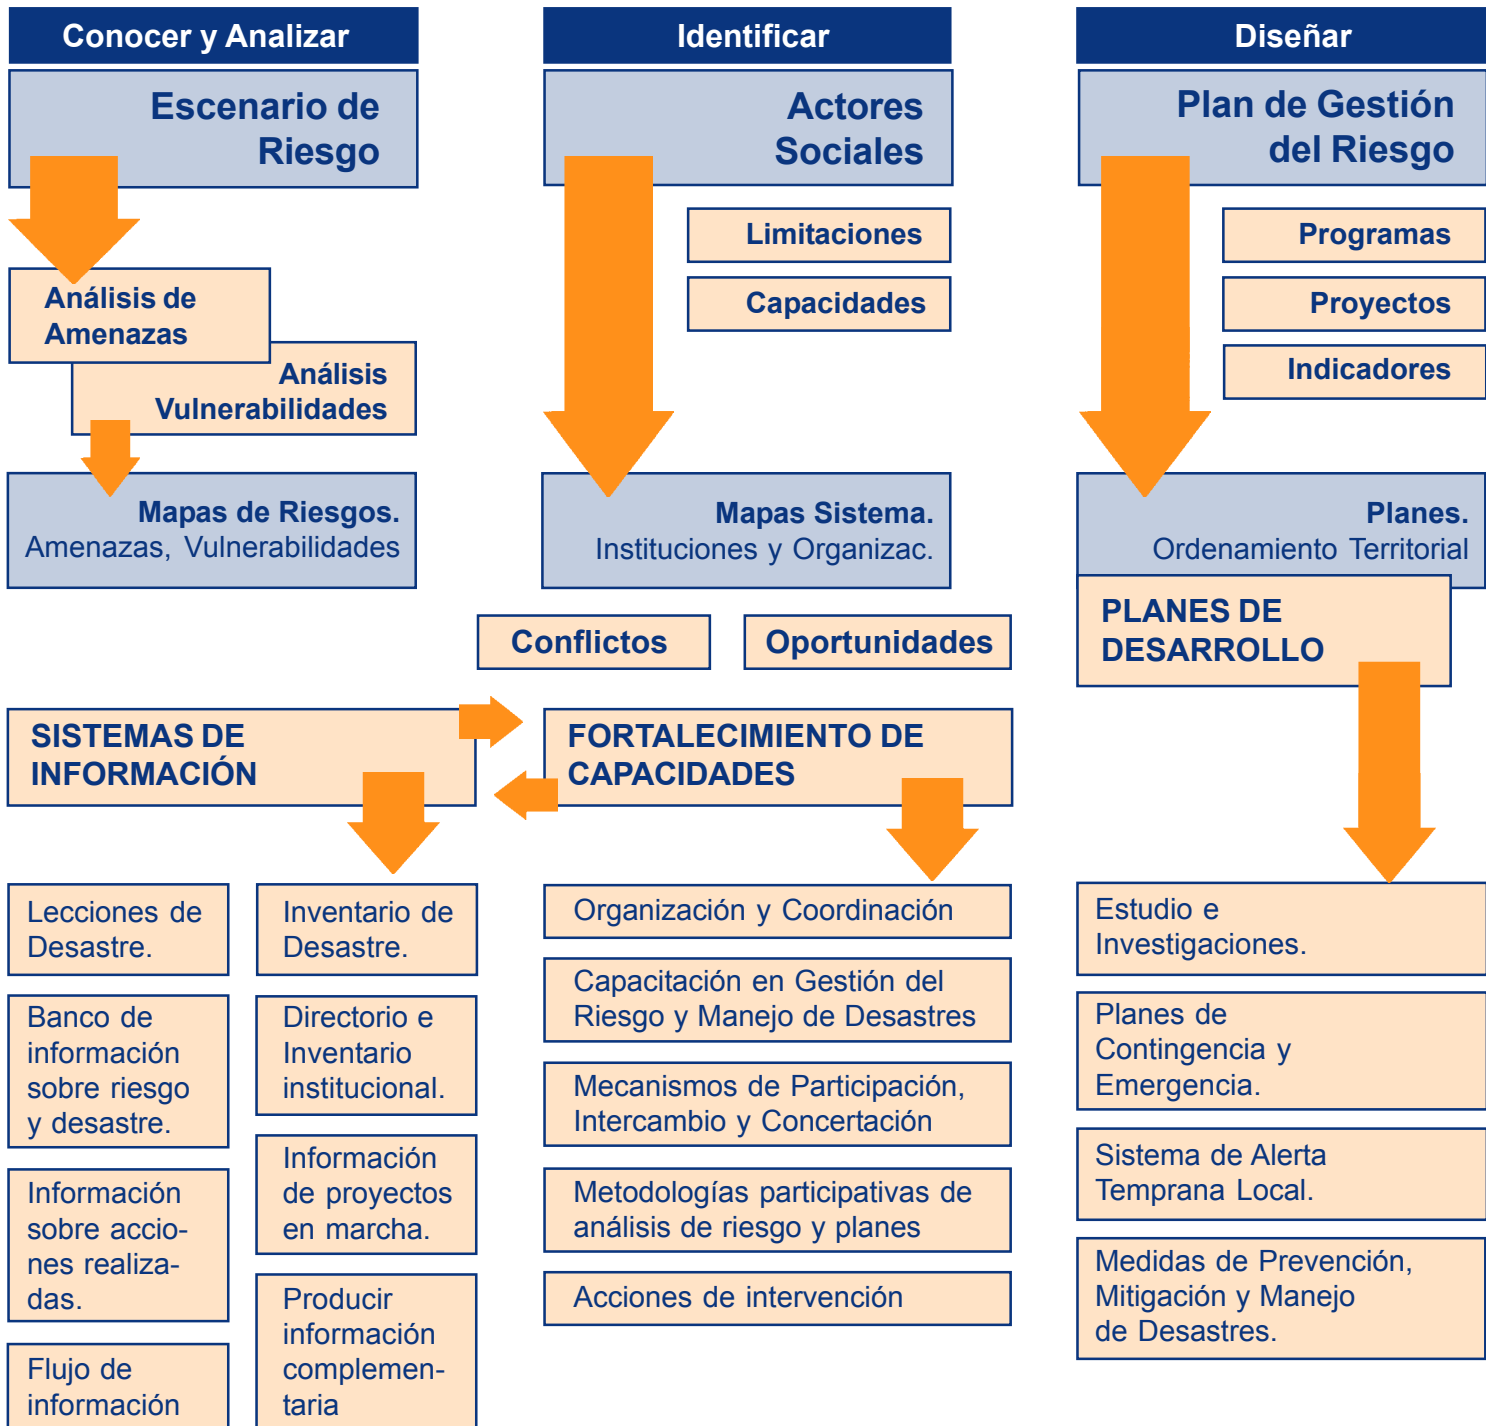 Conocer y Analizar
Escenario de
Riesgo
Análisis de
Amenazas
Análisis
Vulnerabilidades
Mapas de Riesgos.
Amenazas, Vulnerabilidades
Identificar
Actores
Sociales
Limitaciones
Capacidades
Mapas Sistema.
Instituciones y Organizac.
Conflictos
Oportunidades
Diseñar
Plan de Gestión
del Riesgo
Programas
Proyectos
Indicadores
Planes.
Ordenamiento Territorial
PLANES DE
DESARROLLO
SISTEMAS DE
INFORMACIÓN
Lecciones de
Desastre.
Banco de
información
sobre riesgo
y desastre.
Información
sobre accio-
nes realiza-
das.
Flujo de
información
Inventario de
Desastre.
Directorio e
Inventario
institucional.
Información
de proyectos
en marcha.
Producir
información
complemen-
taria
FORTALECIMIENTO DE
CAPACIDADES
Organización y Coordinación
Capacitación en Gestión del
Riesgo y Manejo de Desastres
Mecanismos de Participación,
Intercambio y Concertación
Metodologías participativas de
análisis de riesgo y planes
Acciones de intervención
Estudio e
Investigaciones.
Planes de
Contingencia y
Emergencia.
Sistema de Alerta
Temprana Local.
Medidas de Prevención,
Mitigación y Manejo
de Desastres.